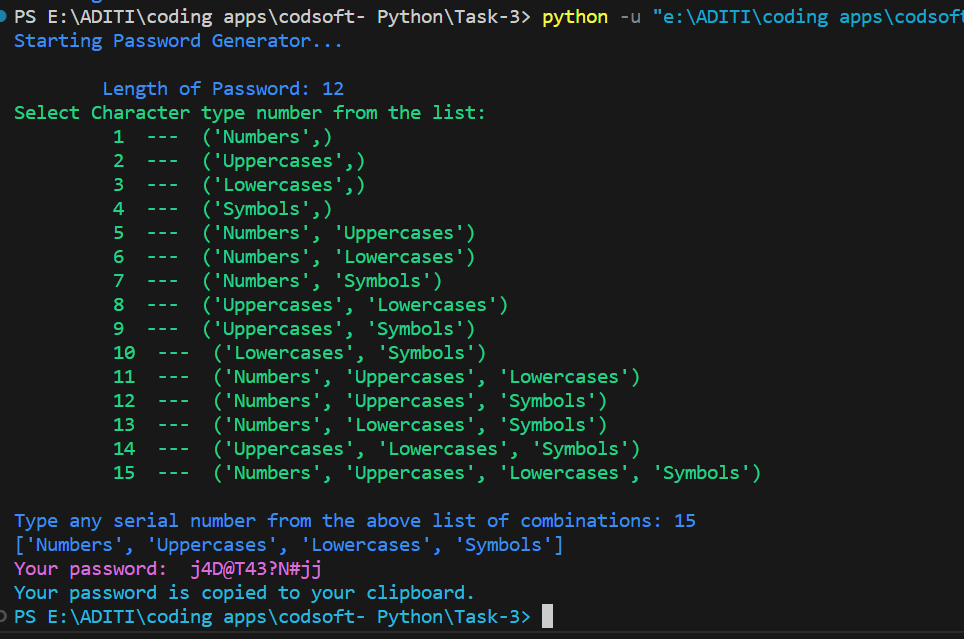 PS E:\ADITI\coding apps\codsoft- Python\Task-3> python -u "e:\ADITI\coding apps\codsoft
Starting Password Generator...
Length of Password: 12
Select Character type number from the list:
1 --- ('Numbers',)
2 --- ('Uppercases',)
3 --- ('Lowercases',)
4 --- ('Symbols',)
5 --- ('Numbers', 'Uppercases')
6 --- ('Numbers', 'Lowercases')
7 --- ('Numbers', 'Symbols')
8 --- ('Uppercases', 'Lowercases')
9 --- ('Uppercases', 'Symbols')
10 --- ('Lowercases', 'Symbols')
11 --- ('Numbers', 'Uppercases', 'Lowercases')
12 --- ('Numbers', 'Uppercases', 'Symbols')
13 --- ('Numbers', 'Lowercases', 'Symbols')
14 --- ('Uppercases', 'Lowercases', 'Symbols')
15 --- ('Numbers', 'Uppercases', 'Lowercases', 'Symbols')
Type any serial number from the above list of combinations: 15
['Numbers', 'Uppercases', 'Lowercases', 'Symbols']
Your password: j4D@T43?N#jj
Your password is copied to your clipboard.
PS E:\ADITI\coding apps\codsoft- Python\Task-3>